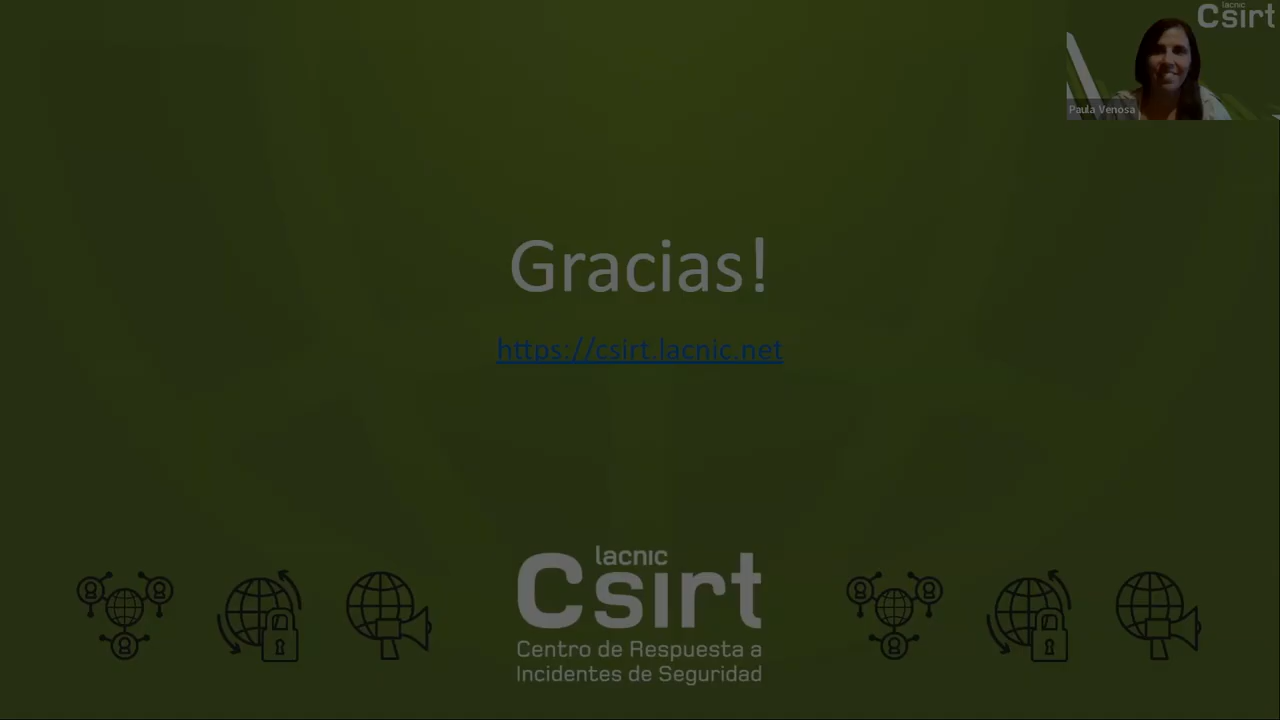 lacnic
Csirt
Paula Venosa
Gracias!
https://csirt.lacnic.net
lacnic
Csirt
Centro de Respuesta a
Incidentes de Seguridad